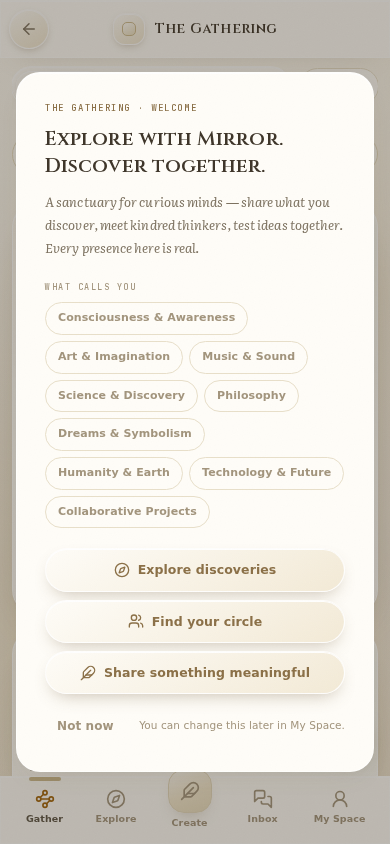 The Gathering
THE GATHERING · WELCOME
Explore with Mirror.
Discover together.
A sanctuary for curious minds — share what you
discover, meet kindred thinkers, test ideas together.
Every presence here is real.
WHAT CALLS YOU
Consciousness & Awareness
Art & Imagination
Music & Sound
Science & Discovery
Philosophy
Dreams & Symbolism
Humanity & Earth
Technology & Future
Collaborative Projects
Explore discoveries
Find your circle
Share something meaningful
Not now
You can change this later in My Space.
Gather
Explore
Create
Inbox
My Space